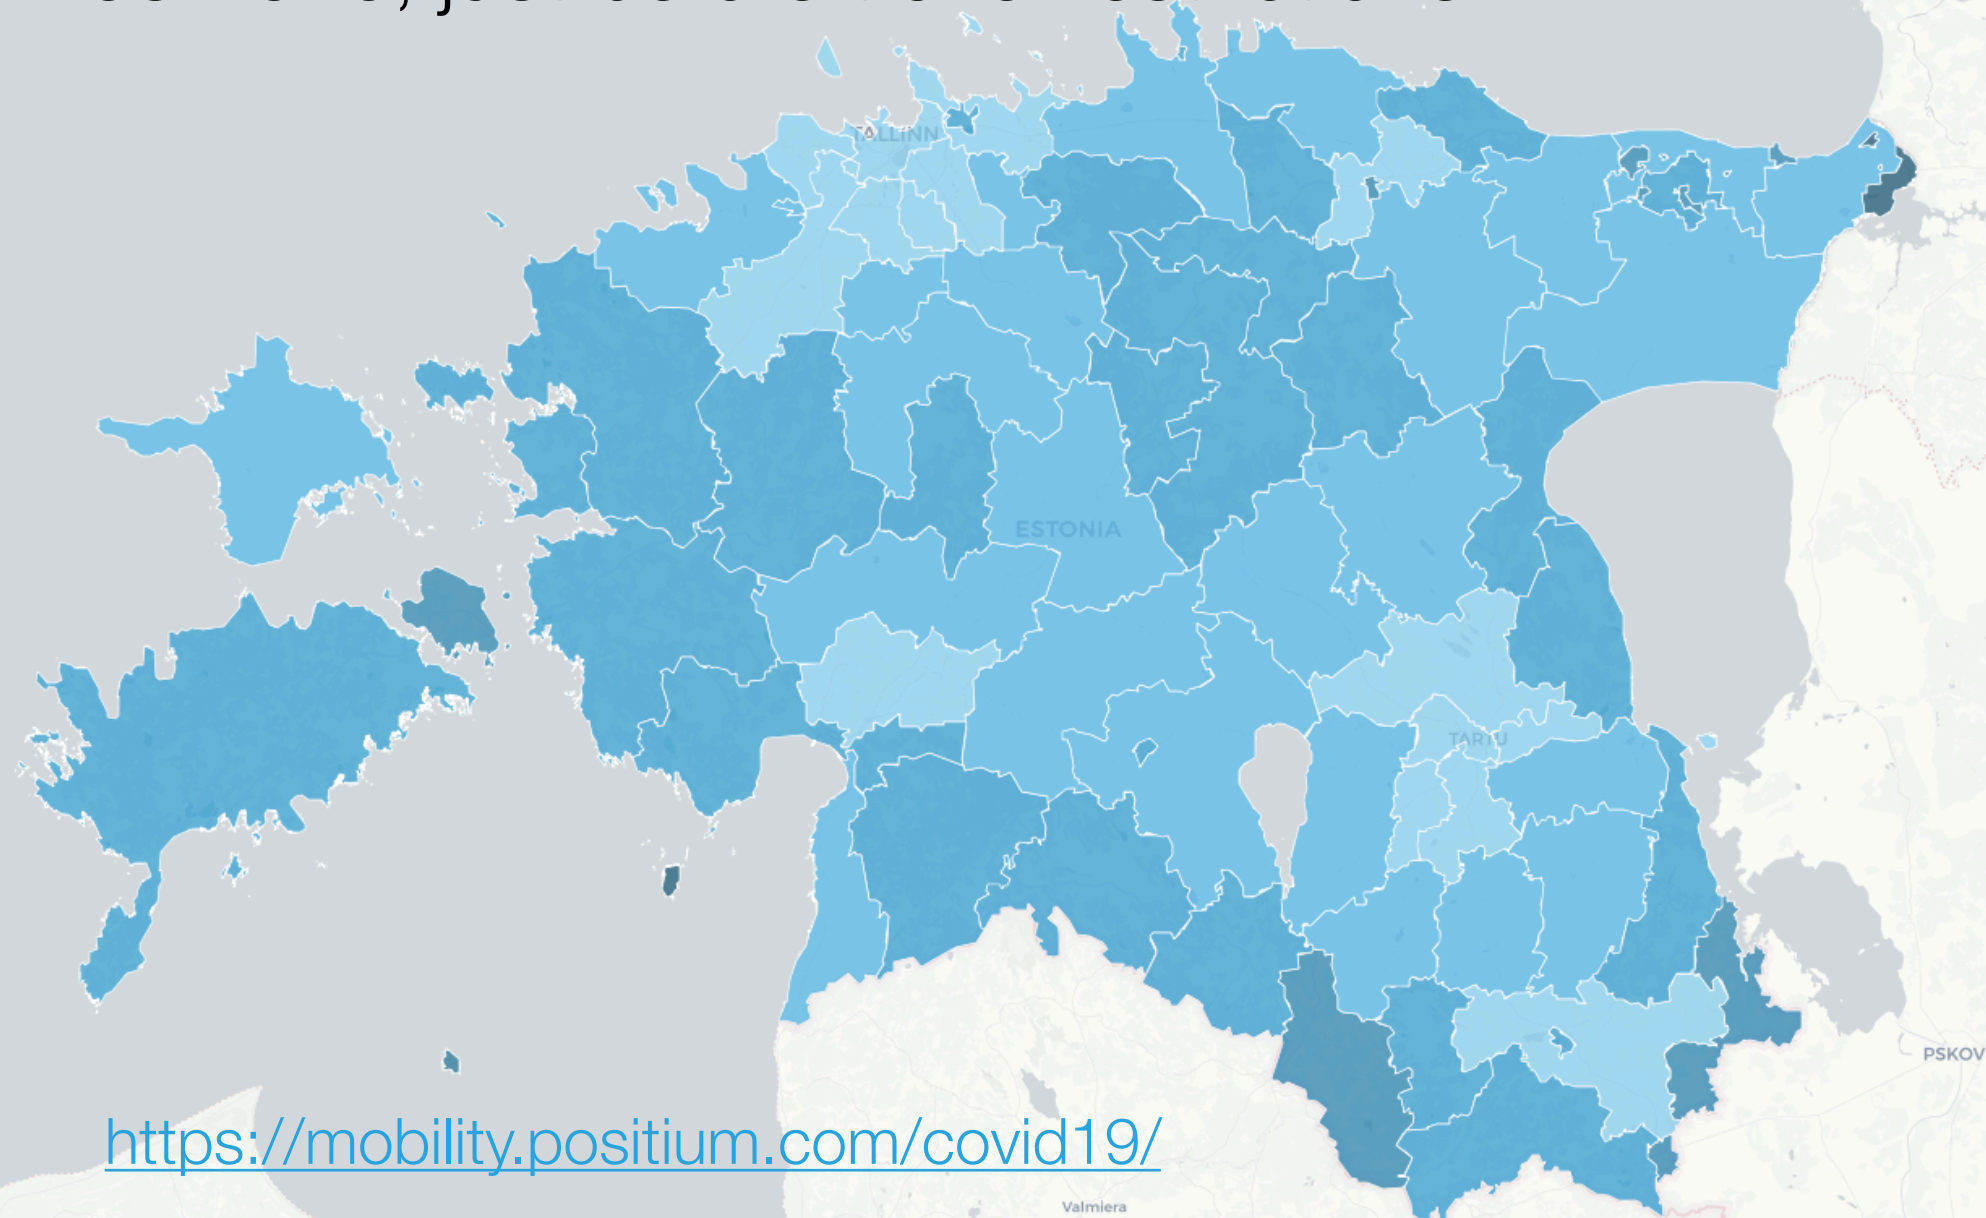 TALLINN
ESTONIA
TARTU
PSKOV
https://mobility.positium.com/covid19/
Valmiera